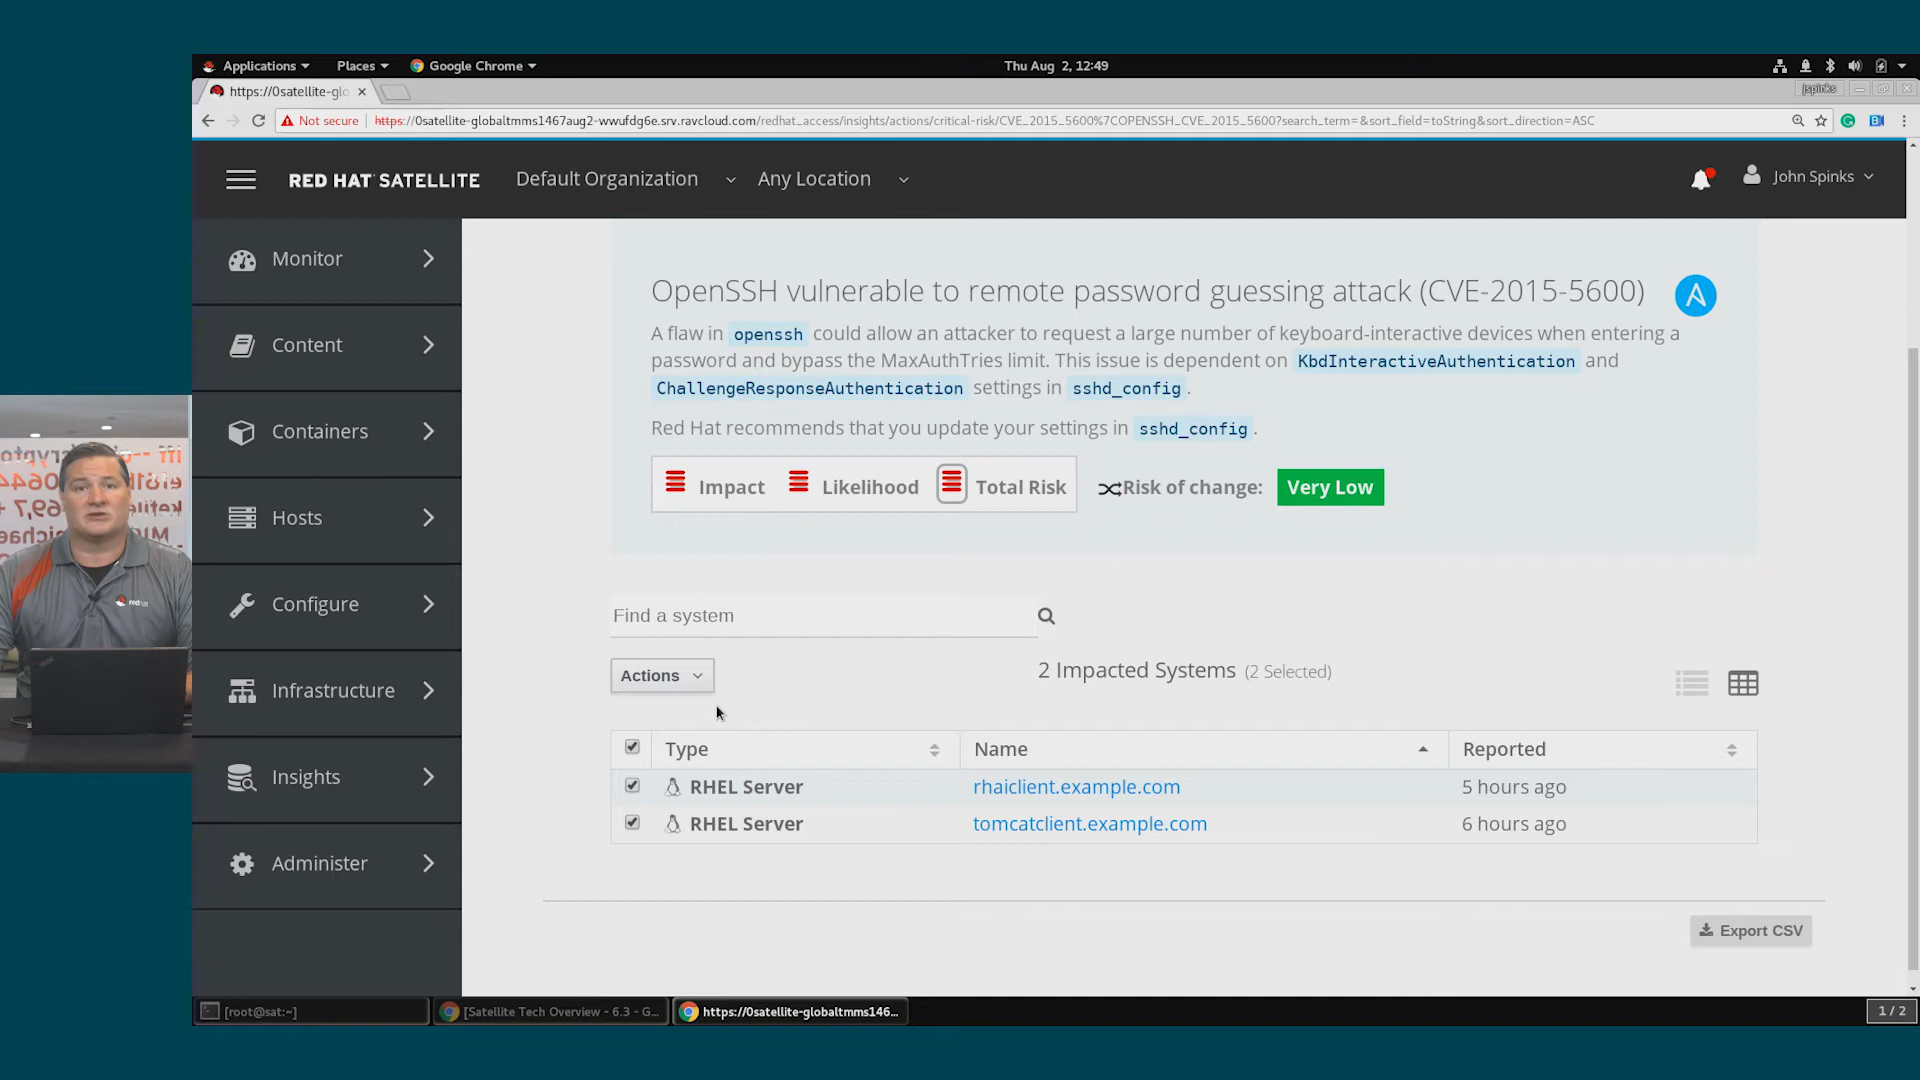 Applications
Places
Google Chrome
Thu Aug 2, 12:49
https://0satellite-glo
jspinks
Not secure
https://0satellite-globaltmms1467aug2-wwufdg6e.srv.ravcloud.com/redhat_access/insights/actions/critical-risk/CVE_2015_5600%7COPENSSH_CVE_2015_5600?search_term=&sort_field=toString&sort_direction=ASC
RED HAT SATELLITE
Default Organization
Any Location
John Spinks
Monitor
Content
Containers
Hosts
Configure
Infrastructure
Insights
Administer
OpenSSH vulnerable to remote password guessing attack (CVE-2015-5600)
A flaw in openssh could allow an attacker to request a large number of keyboard-interactive devices when entering a
password and bypass the MaxAuthTries limit. This issue is dependent on KbdInteractiveAuthentication and
ChallengeResponseAuthentication settings in sshd_config.
Red Hat recommends that you update your settings in sshd_config.
Impact
Likelihood
Total Risk
Risk of change:
Very Low
Find a system
Actions
2 Impacted Systems (2 Selected)
Type
Name
Reported
RHEL Server
rhaiclient.example.com
5 hours ago
RHEL Server
tomcatclient.example.com
6 hours ago
Export CSV
redhat
[root@sat:~]
[Satellite Tech Overview - 6.3 - G...
https://0satellite-globaltmms146...
1 / 2